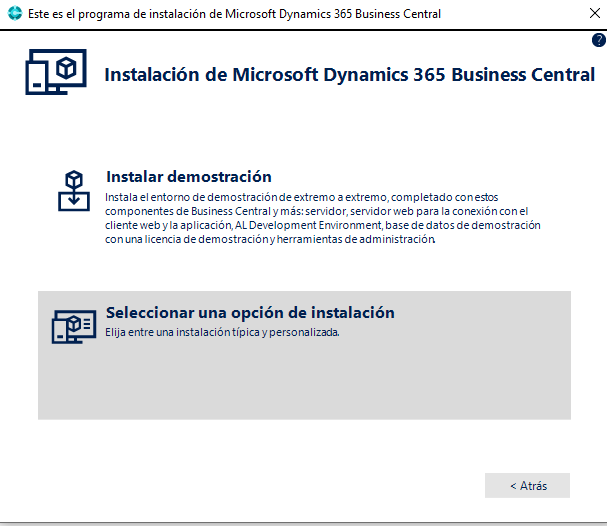 Este es el programa de instalación de Microsoft Dynamics 365 Business Central
?
Instalación de Microsoft Dynamics 365 Business Central
Instalar demostración
Instala el entorno de demostración de extremo a extremo, completado con estos
componentes de Business Central y más: servidor, servidor web para la conexión con el
cliente web y la aplicación, AL Development Environment, base de datos de demostración
con una licencia de demostración y herramientas de administración.
Seleccionar una opción de instalación
Elija entre una instalación típica y personalizada.
< Atrás